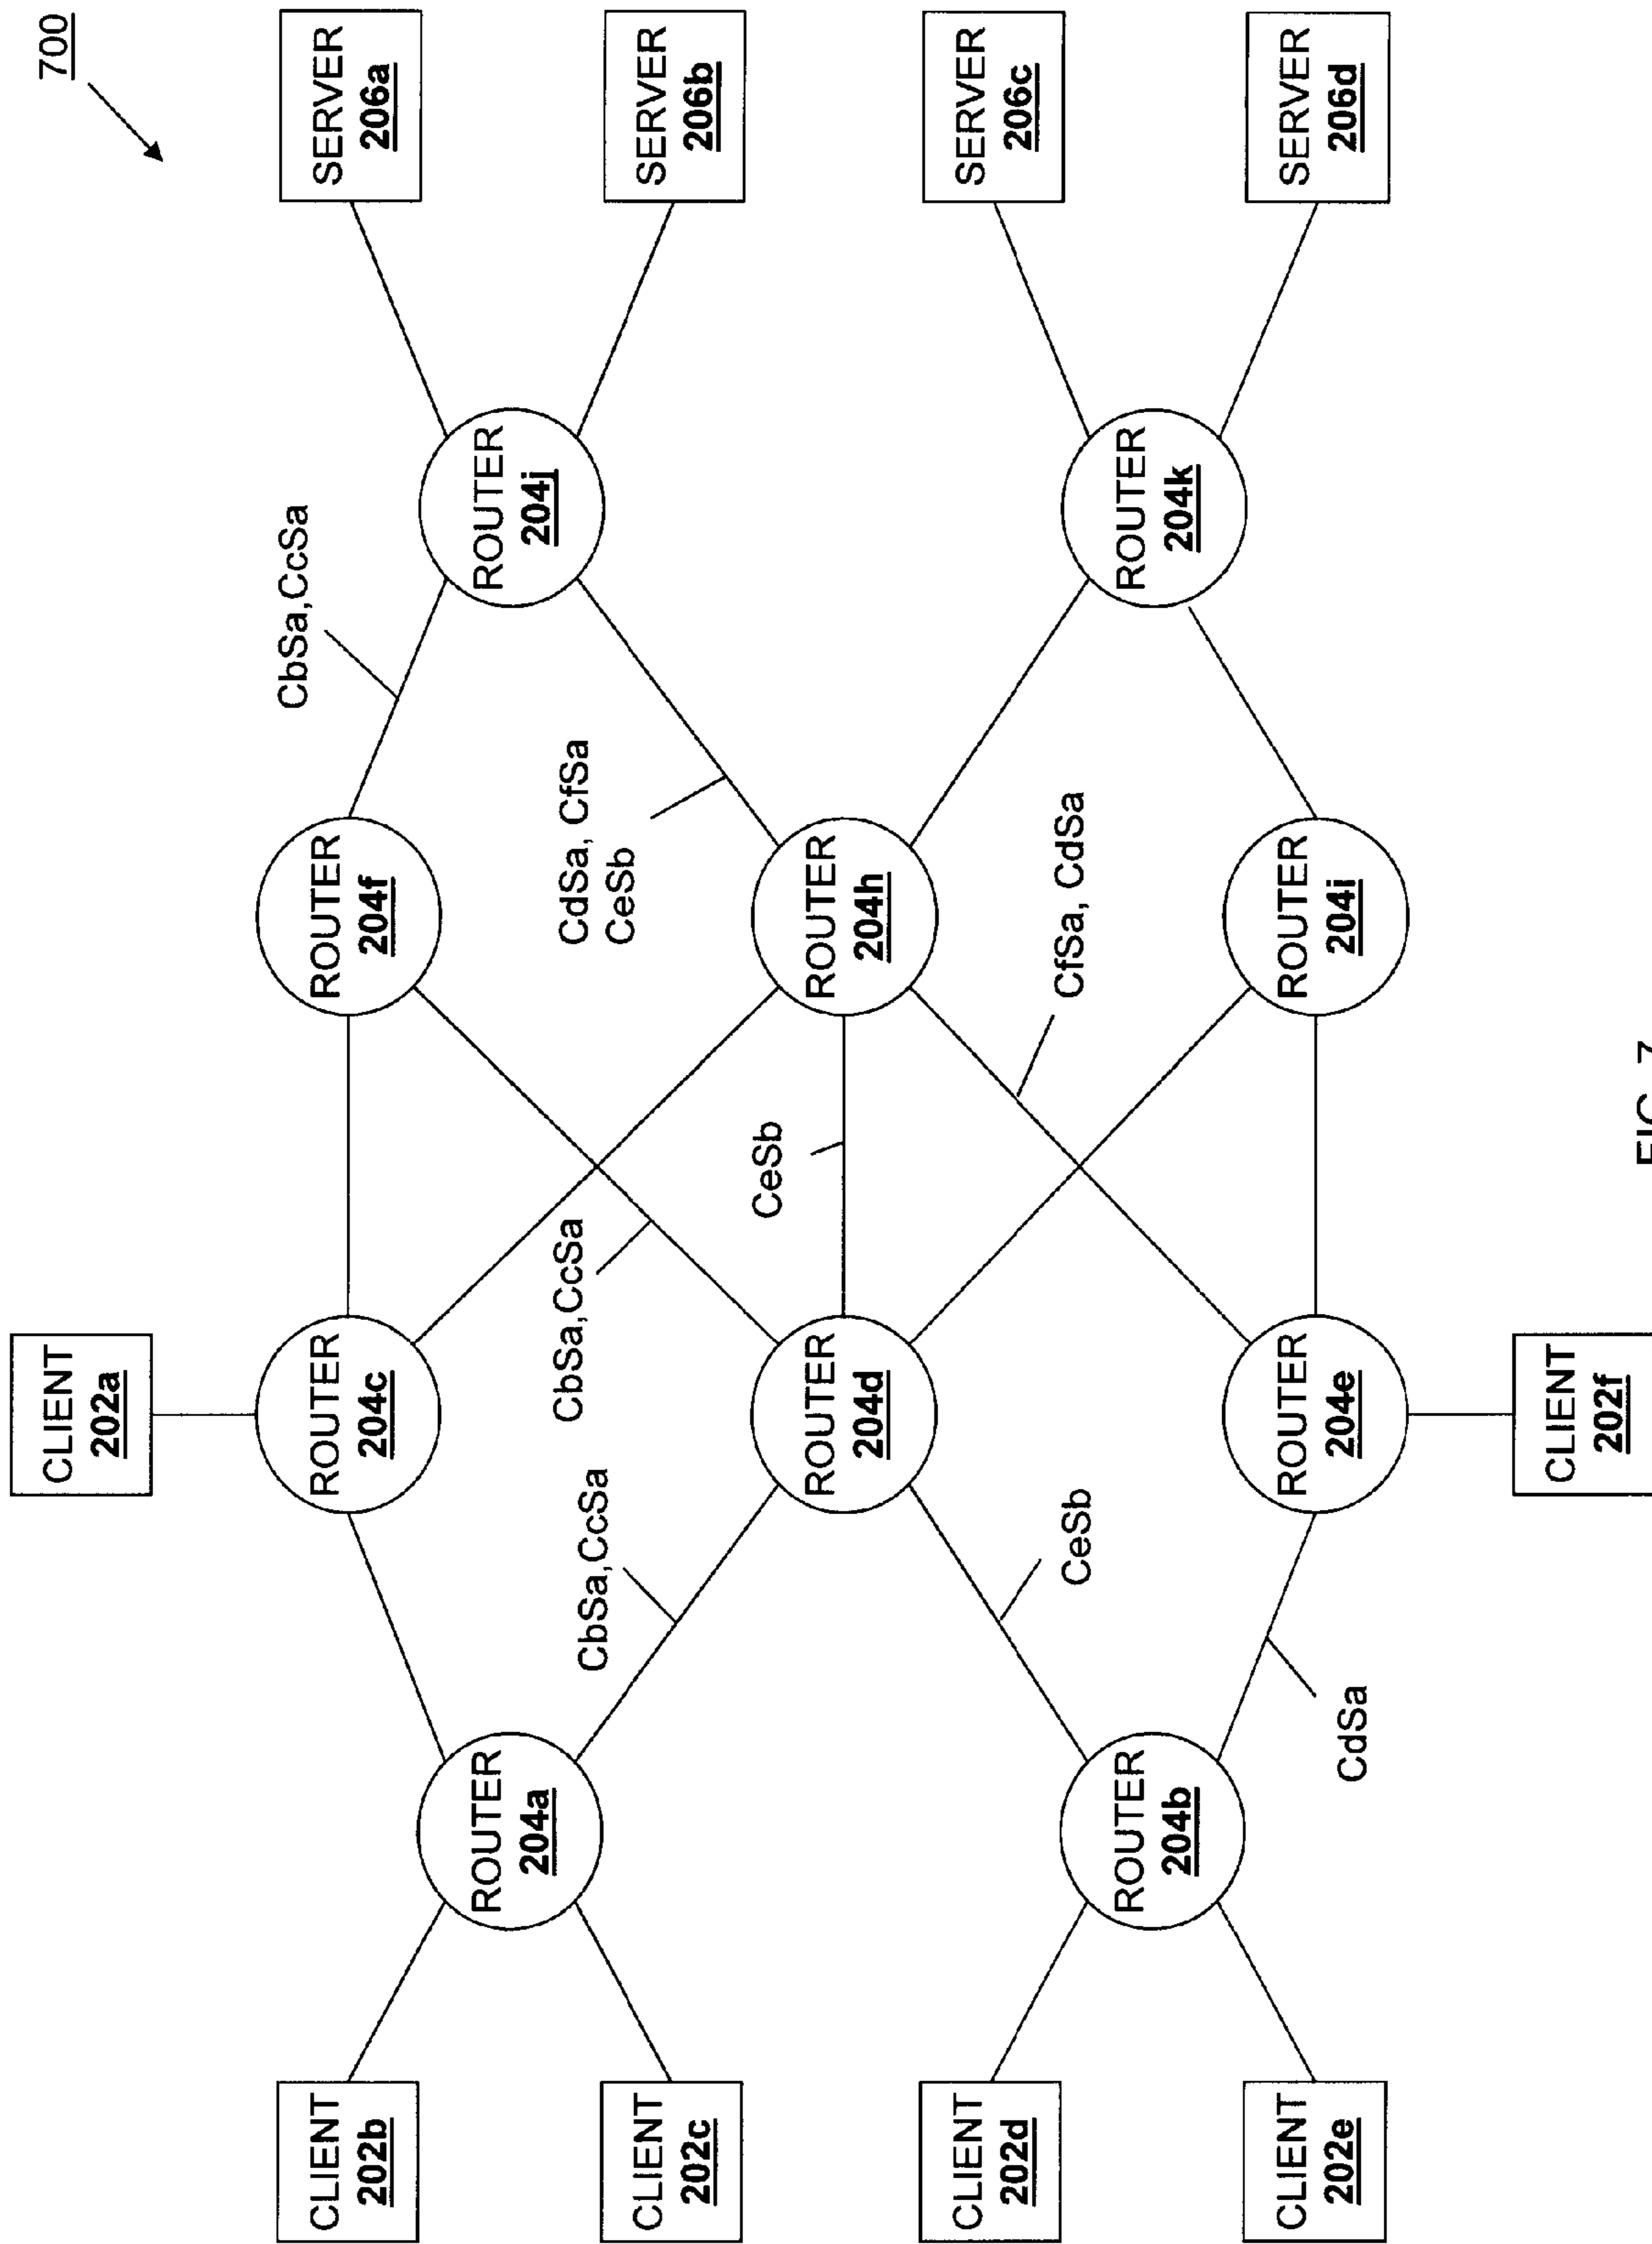 700
CLIENT
202a
CLIENT
202b
ROUTER
204c
ROUTER
204f
CbSa,CcSa
SERVER
206a
ROUTER
204a
CbSa,CcSa
CbSa,CcSa
CdSa, CfSa
CeSb
ROUTER
204j
CLIENT
202c
SERVER
206b
CeSb
ROUTER
204d
ROUTER
204h
CLIENT
202d
CeSb
CfSa, CdSa
SERVER
206c
ROUTER
204b
ROUTER
204k
CLIENT
202e
CdSa
ROUTER
204e
ROUTER
204i
SERVER
206d
CLIENT
202f
FIG. 7